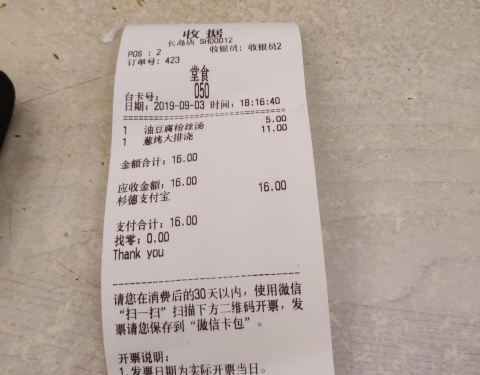 收据
长岛店 SH00012
POS : 2 收银员: 收银员2
订单号: 423
堂食
台卡号: 050
日期: 2019-09-03 时间: 18:16:40
5.00
1 油豆腐粉丝汤
11.00
1 葱烤大排浇
金额合计: 16.00
应收金额: 16.00
杉德支付宝 16.00
支付合计: 16.00
找零: 0.00
Thank you
请您在消费后的30天以内, 使用微信
“扫一扫”扫描下方二维码开票, 发
票请您保存到“微信卡包”。
开票说明:
1.发票日期为实际开票当日。